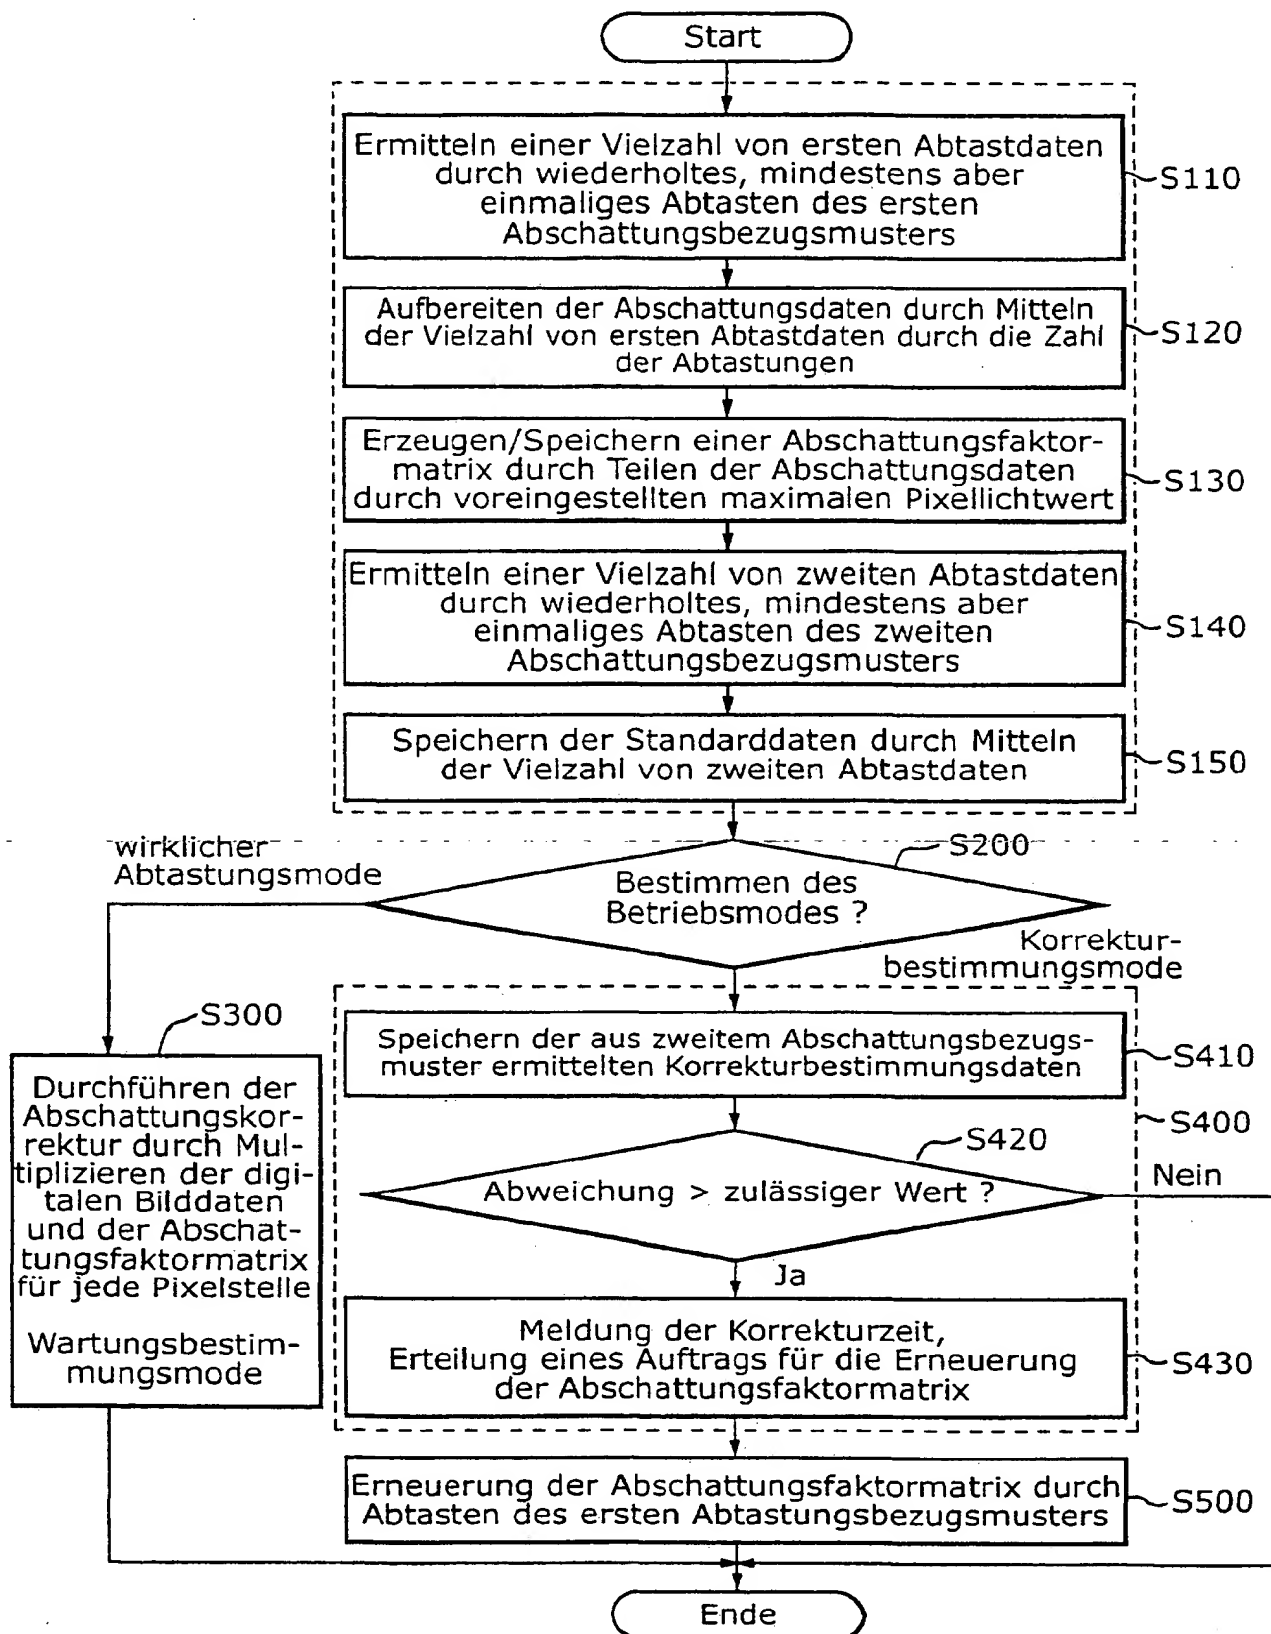 Start
Ermitteln einer Vielzahl von ersten Abtastdaten
durch wiederholtes, mindestens aber
einmaliges Abtasten des ersten
Abschattungsbezugsmusters
S110
Aufbereiten der Abschattungsdaten durch Mitteln
der Vielzahl von ersten Abtastdaten durch die Zahl
der Abtastungen
S120
Erzeugen/Speichern einer Abschattungsfaktor-
matrix durch Teilen der Abschattungsdaten
durch voreingestellten maximalen Pixellichtwert
S130
Ermitteln einer Vielzahl von zweiten Abtastdaten
durch wiederholtes, mindestens aber
einmaliges Abtasten des zweiten
Abschattungsbezugsmusters
S140
Speichern der Standarddaten durch Mitteln
der Vielzahl von zweiten Abtastdaten
S150
wirklicher
Abtastungsmode
S200
Bestimmen des
Betriebsmodes ?
Korrektur-
bestimmungsmode
S300
Durchführen der
Abschattungskor-
rektur durch Mul-
tiplizieren der digi-
talen Bilddaten
und der Abschat-
tungsfaktormatrix
für jede Pixelstelle
Wartungsbestim-
mungsmode
Speichern der aus zweitem Abschattungsbezugs-
muster ermittelten Korrekturbestimmungsdaten
S410
S400
S420
Abweichung > zulässiger Wert ?
Nein
Ja
Meldung der Korrekturzeit,
Erteilung eines Auftrags für die Erneuerung
der Abschattungsfaktormatrix
S430
Erneuerung der Abschattungsfaktormatrix durch
Abtasten des ersten Abtastungsbezugsmusters
S500
Ende